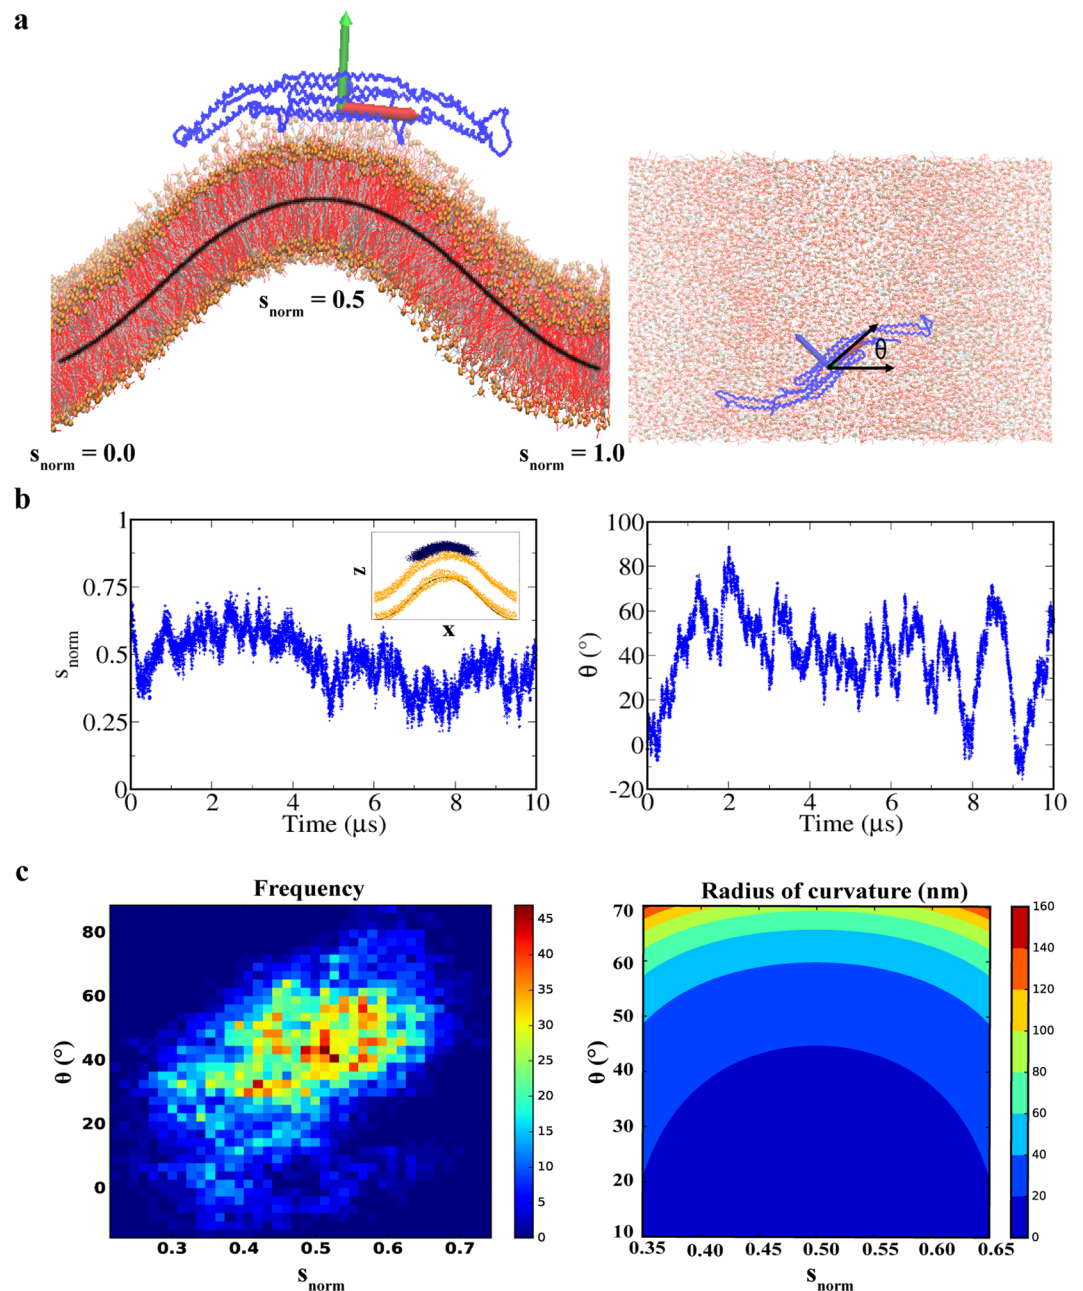 a
s_norm = 0.5
s_norm = 0.0
s_norm = 1.0
θ
b
1
0.75
0.5
0.25
0
s_norm
0 2 4 6 8 10
Time (μs)
z
x
100
80
60
40
20
0
-20
θ (°)
0 2 4 6 8 10
Time (μs)
c
Frequency
80
60
40
20
0
θ (°)
0.3 0.4 0.5 0.6 0.7
s_norm
45
40
35
30
25
20
15
10
5
0
Radius of curvature (nm)
70
60
50
40
30
20
10
θ (°)
0.35 0.40 0.45 0.50 0.55 0.60 0.65
s_norm
160
140
120
100
80
60
40
20
0